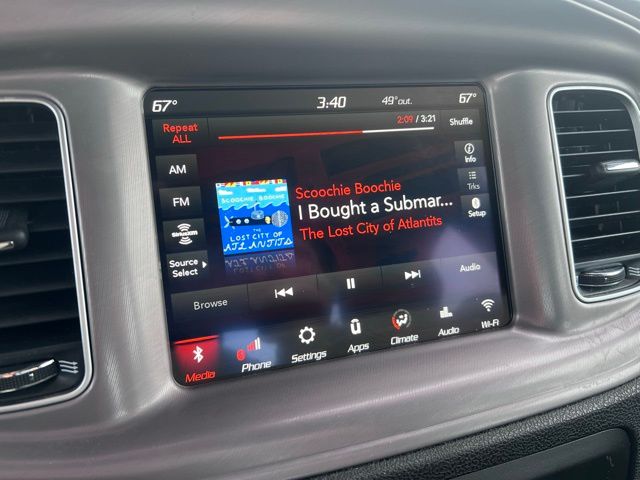 67°
3:40
49°out.
67°
Repeat
ALL
2:09 / 3:21
Shuffle
AM
FM
SiriusXM
Source
Select
Scoochie Boochie
I Bought a Submar...
The Lost City of Atlantits
SCOOCHIE BOOCHIE
THE
LOST CITY OF
Info
Trks
Setup
Browse
Audio
Media
Phone
Settings
Apps
Climate
Audio
Wi-Fi